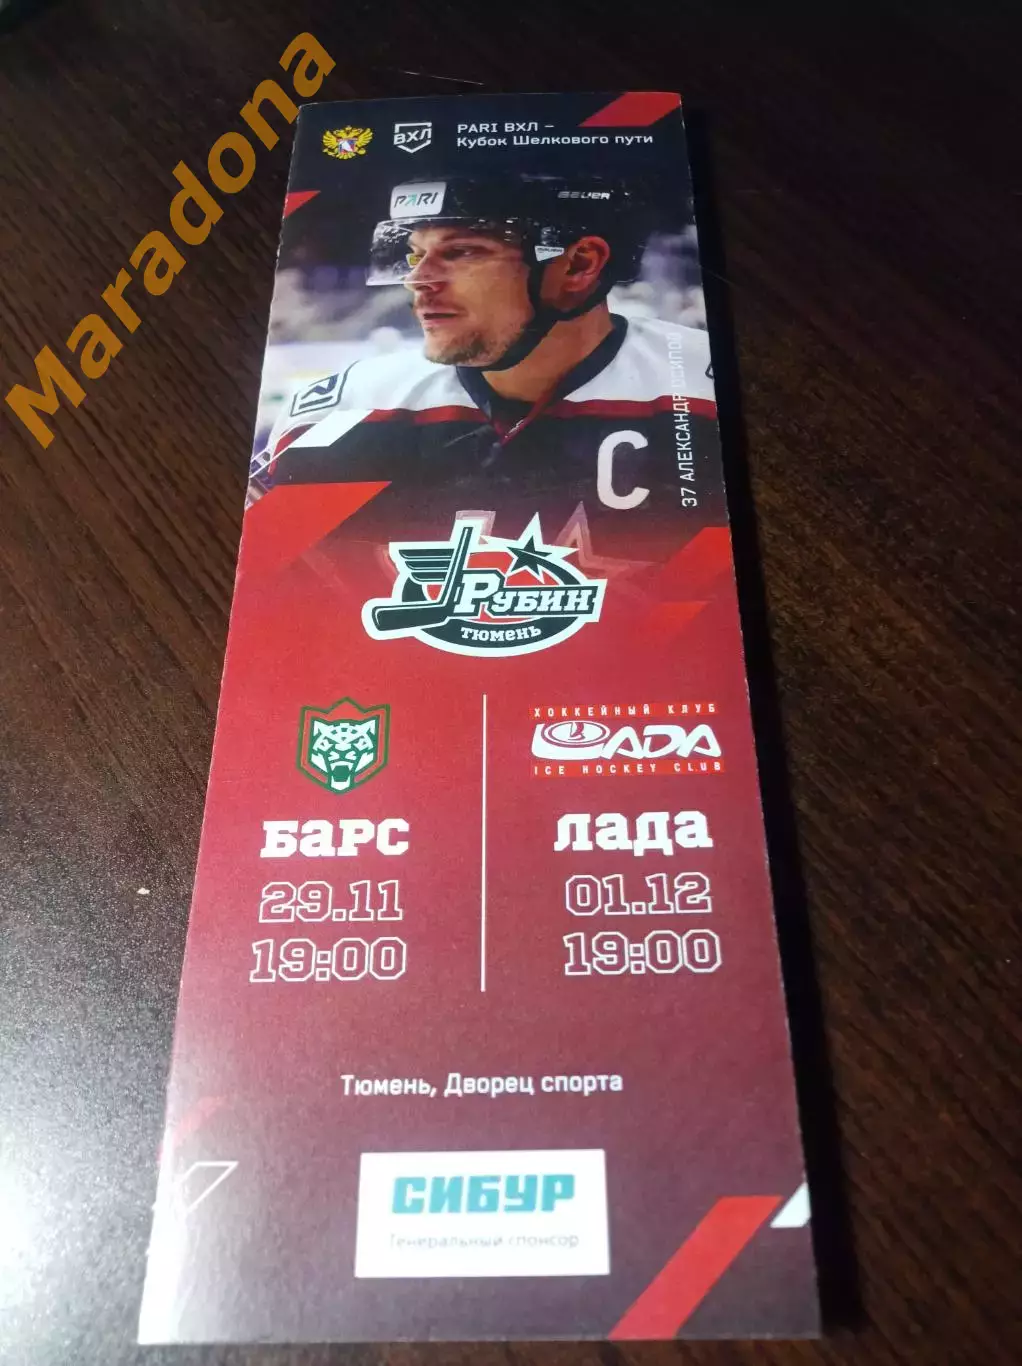 Maradona
ВХЛ
PARI ВХЛ –
Кубок Шелкового пути
PARI
BAUER
37 АЛЕКСАНДР ОСИПОВ
C
РУБИН
ТЮМЕНЬ
ХОККЕЙНЫЙ КЛУБ
ЛАДА
ICE HOCKEY CLUB
БАРС
29.11
19:00
ЛАДА
01.12
19:00
Тюмень, Дворец спорта
СИБУР
Генеральный спонсор